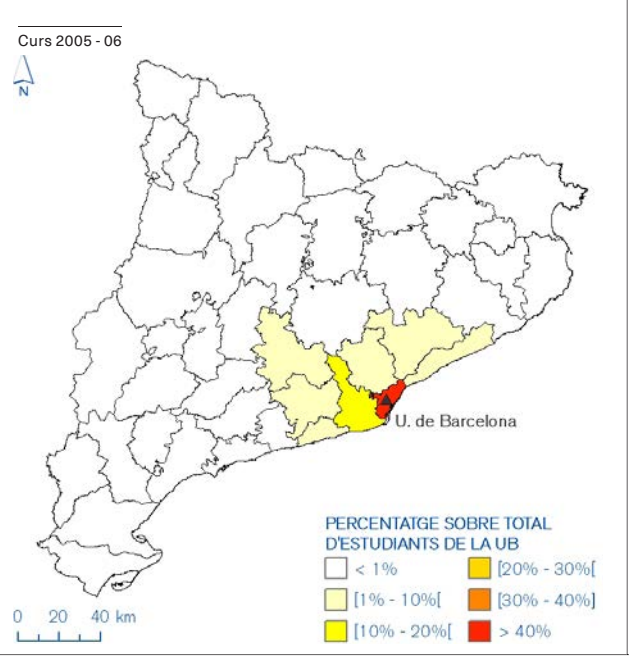 Curs 2005 - 06
N
U. de Barcelona
PERCENTATGE SOBRE TOTAL
D'ESTUDIANTS DE LA UB
< 1%
[20% - 30%[
[1% - 10%[
[30% - 40%]
[10% - 20%[
> 40%
0 20 40 km